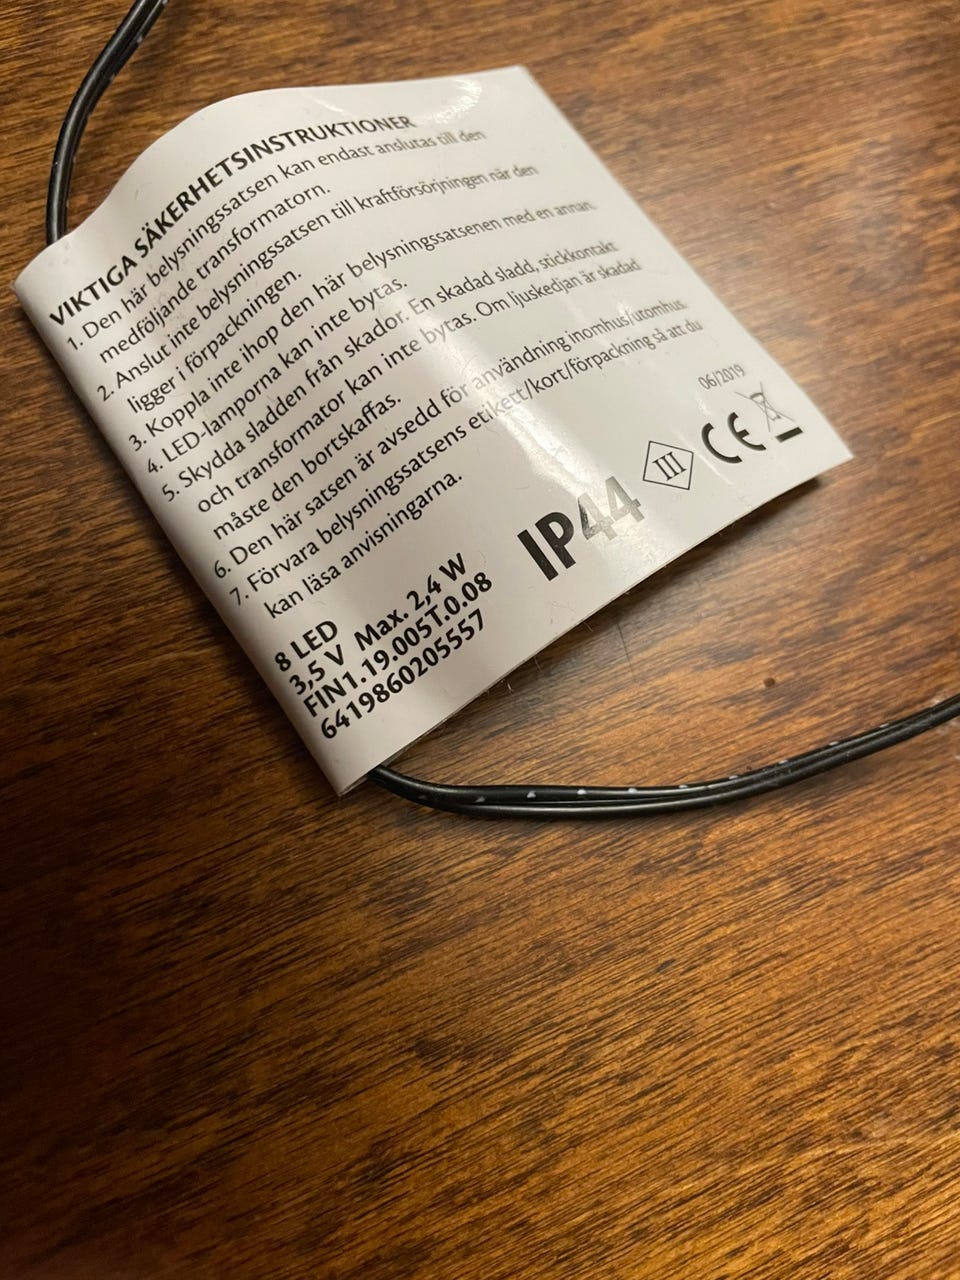 VIKTIGA SÄKERHETSINSTRUKTIONER
1. Den här belysningssatsen kan endast anslutas till den
medföljande transformatorn.
2. Anslut inte belysningssatsen till kraftförsörjningen när den
ligger i förpackningen.
3. Koppla inte ihop den här belysningssatsenen med en annan.
4. LED-lamporna kan inte bytas.
5. Skydda sladden från skador. En skadad sladd, stickkontakt
och transformator kan inte bytas. Om ljuskedjan är skadad
måste den bortskaffas.
6. Den här satsen är avsedd för användning inomhus/utomhus.
7. Förvara belysningssatsens etikett/kort/förpackning så att du
kan läsa anvisningarna.
8 LED
3,5 V Max. 2,4 W
FIN1.19.005T.0.08
6419860205557
IP44
III
CE
06/2019